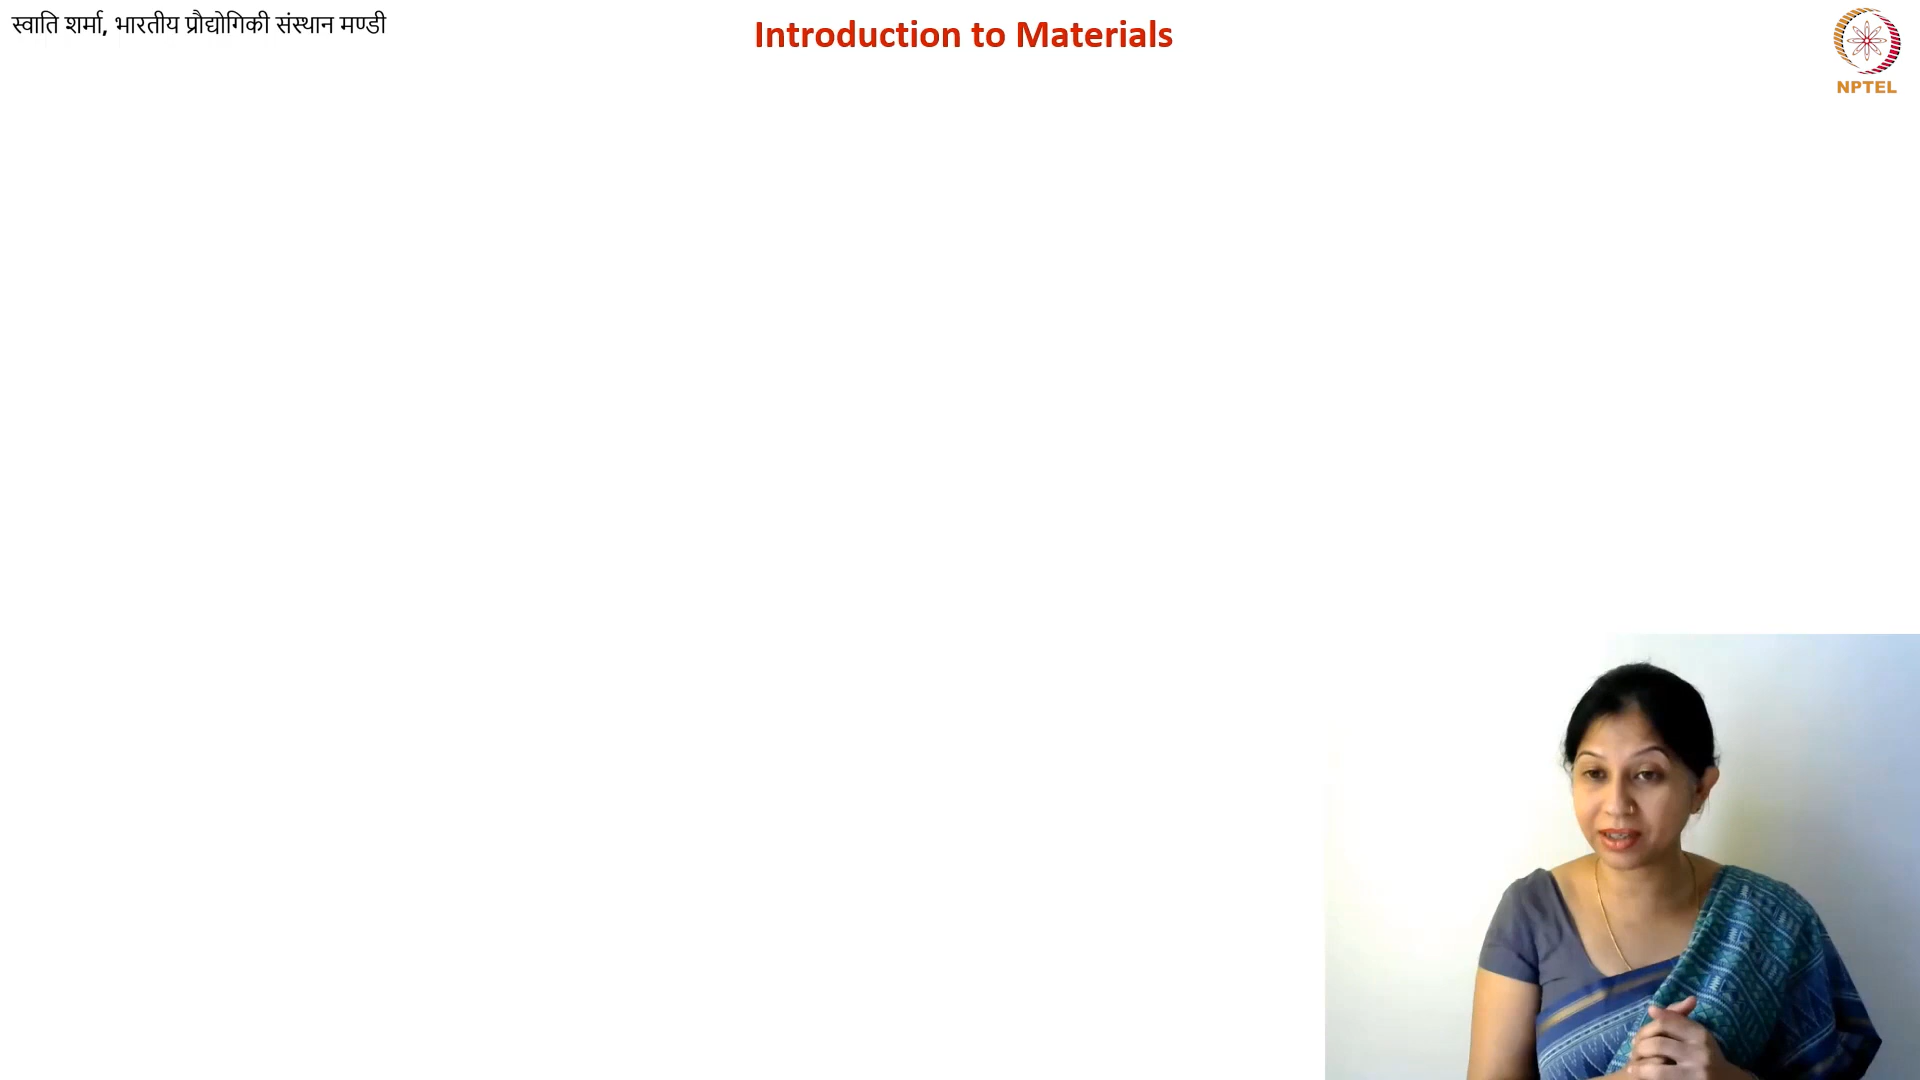 स्वाति शर्मा, भारतीय प्रौद्योगिकी संस्थान मण्डी
Introduction to Materials
NPTEL